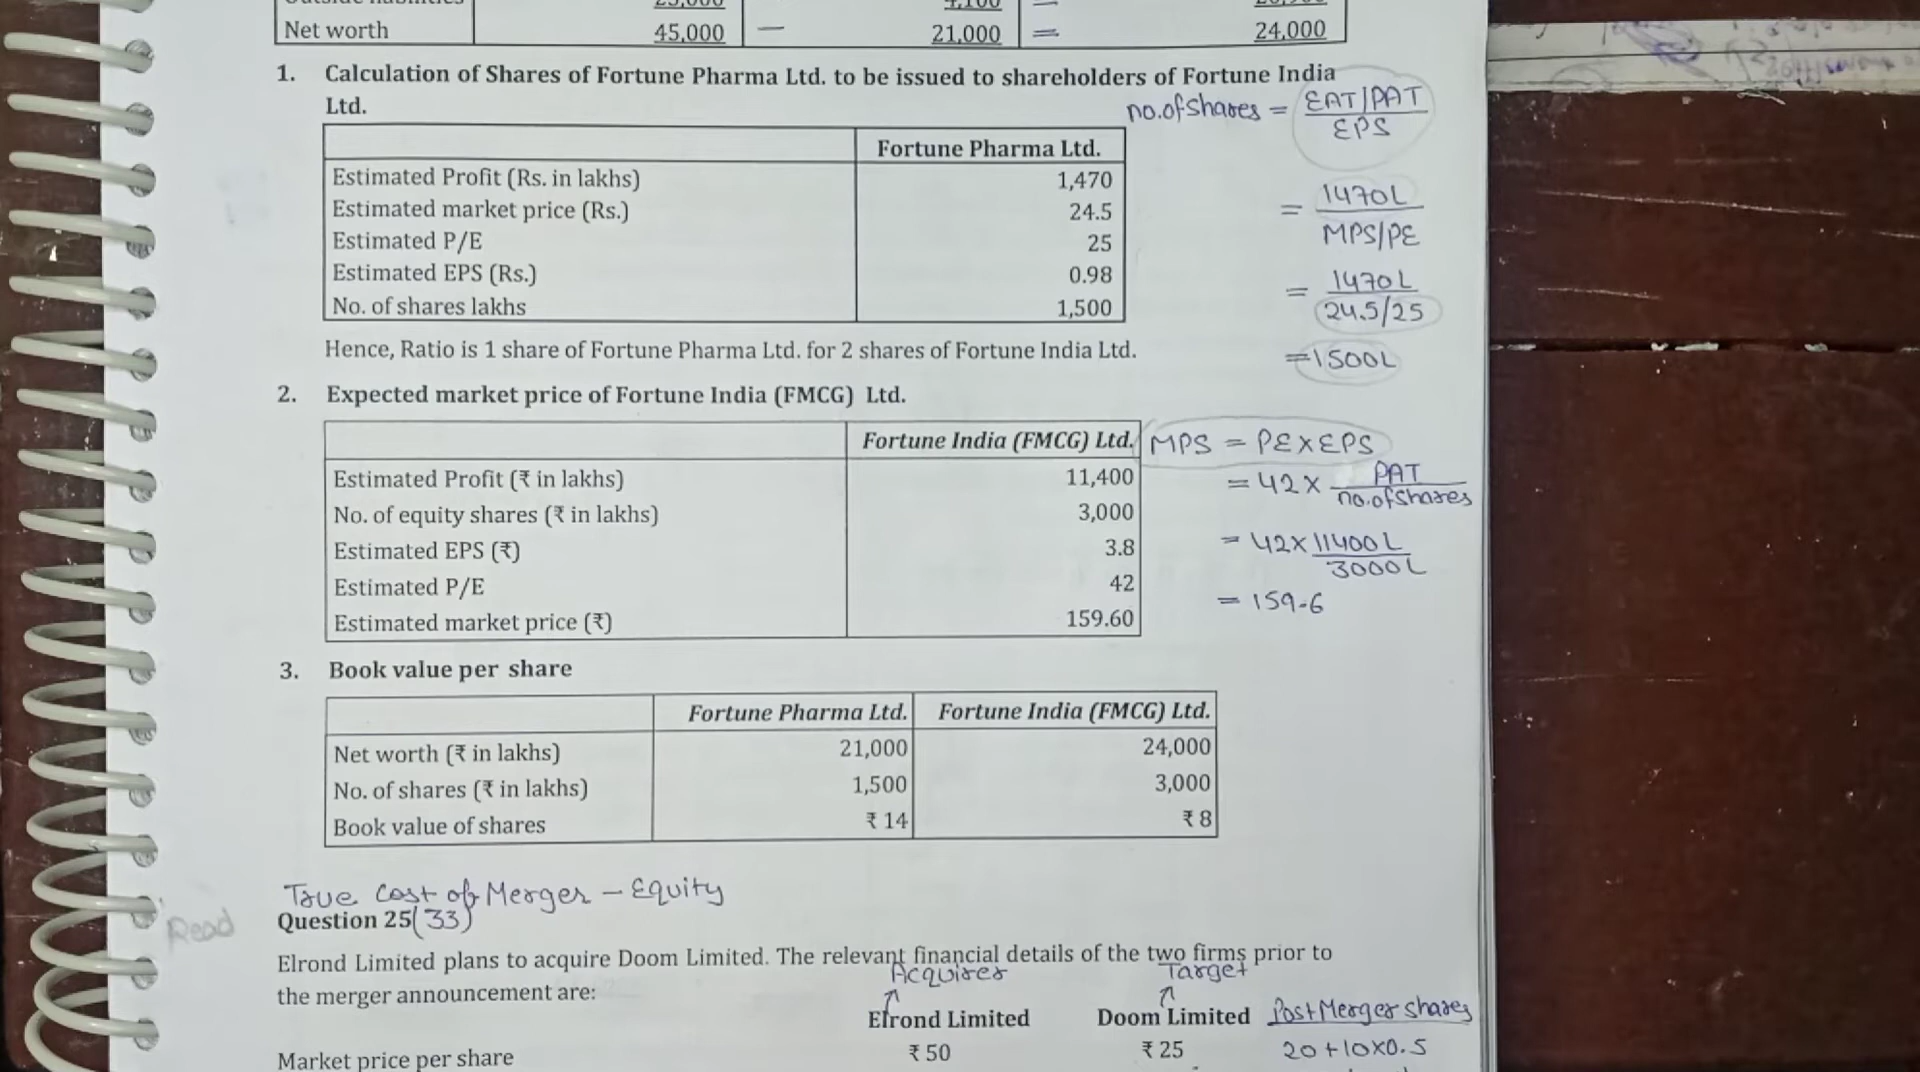 Net worth 45,000 — 21,000 = 24,000
1. Calculation of Shares of Fortune Pharma Ltd. to be issued to shareholders of Fortune India
Ltd.
no.of shares = EAT/PAT
EPS
Fortune Pharma Ltd.
Estimated Profit (Rs. in lakhs) 1,470
= 1470L
MPS/PE
Estimated market price (Rs.) 24.5
Estimated P/E 25
Estimated EPS (Rs.) 0.98
= 1470L
24.5/25
No. of shares lakhs 1,500
Hence, Ratio is 1 share of Fortune Pharma Ltd. for 2 shares of Fortune India Ltd.
=1500L
2. Expected market price of Fortune India (FMCG) Ltd.
Fortune India (FMCG) Ltd.
MPS = PE×EPS
Estimated Profit (₹ in lakhs) 11,400
= 42× PAT
no.of shares
No. of equity shares (₹ in lakhs) 3,000
Estimated EPS (₹) 3.8
= 42×11400L
3000L
Estimated P/E 42
= 159.6
Estimated market price (₹) 159.60
3. Book value per share
Fortune Pharma Ltd. Fortune India (FMCG) Ltd.
Net worth (₹ in lakhs) 21,000 24,000
No. of shares (₹ in lakhs) 1,500 3,000
Book value of shares ₹ 14 ₹ 8
True Cost of Merger – Equity
Read
Question 25(33)
Elrond Limited plans to acquire Doom Limited. The relevant financial details of the two firms prior to
the merger announcement are:
Acquirer Target
Elrond Limited Doom Limited Post Merger shares
Market price per share ₹ 50 ₹ 25 20+10×0.5